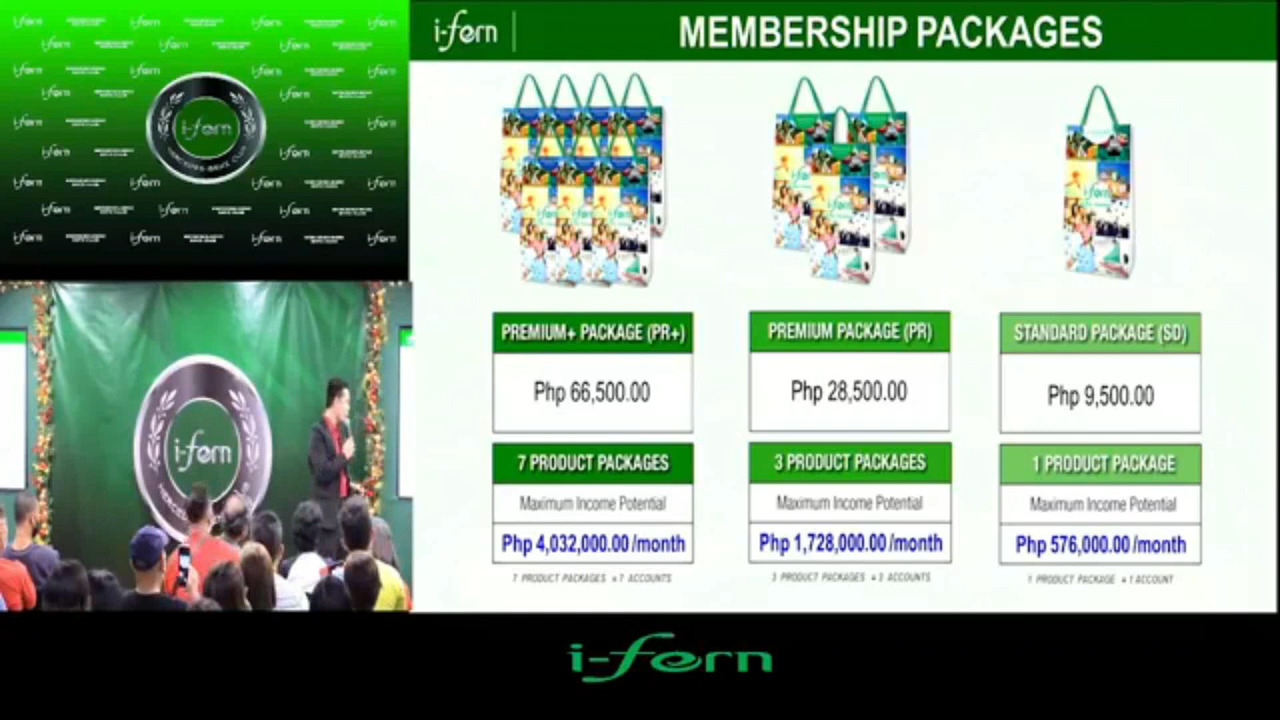 i-fern
MEMBERSHIP PACKAGES
i-fern
PREMIUM+ PACKAGE (PR+)
Php 66,500.00
7 PRODUCT PACKAGES
Maximum Income Potential
Php 4,032,000.00 /month
7 PRODUCT PACKAGES = 7 ACCOUNTS
PREMIUM PACKAGE (PR)
Php 28,500.00
3 PRODUCT PACKAGES
Maximum Income Potential
Php 1,728,000.00 /month
3 PRODUCT PACKAGES = 3 ACCOUNTS
STANDARD PACKAGE (SD)
Php 9,500.00
1 PRODUCT PACKAGE
Maximum Income Potential
Php 576,000.00 /month
1 PRODUCT PACKAGE = 1 ACCOUNT
i-fern
i-fern